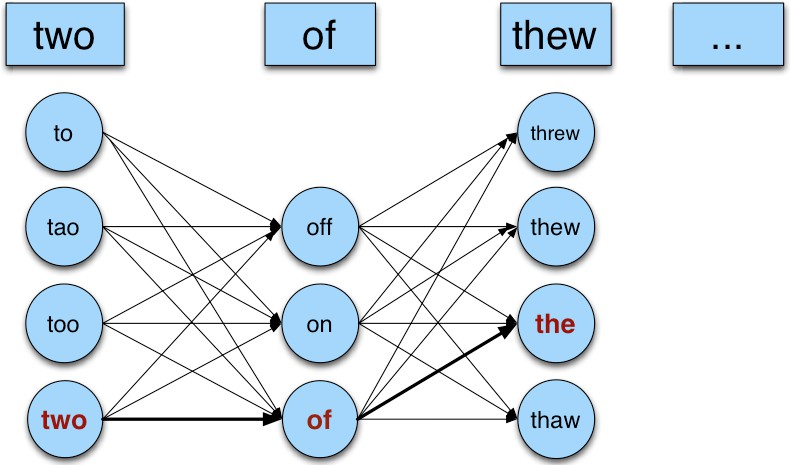 two of thew ...
to threw
tao off thew
too on the
two of thaw